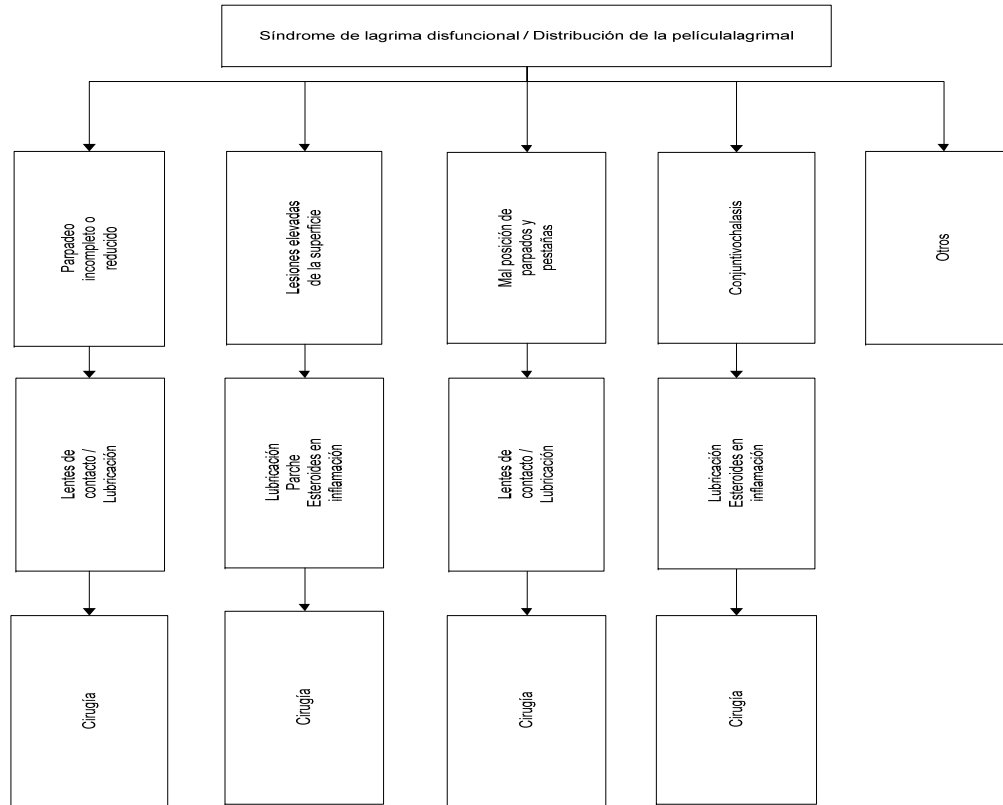 Síndrome de lagrima disfuncional / Distribución de la películalagrimal
Parpadeo
incompleto o
reducido
Lesiones elevadas
de la superficie
Mal posición de
parpados y
pestañas
Conjuntivochalasis
Otros
Lentes de
contacto /
Lubricación
Lubricación
Parche
Esteroides en
inflamación
Lentes de
contacto /
Lubricación
Lubricación
Esteroides en
inflamación
Cirugía
Cirugía
Cirugía
Cirugía